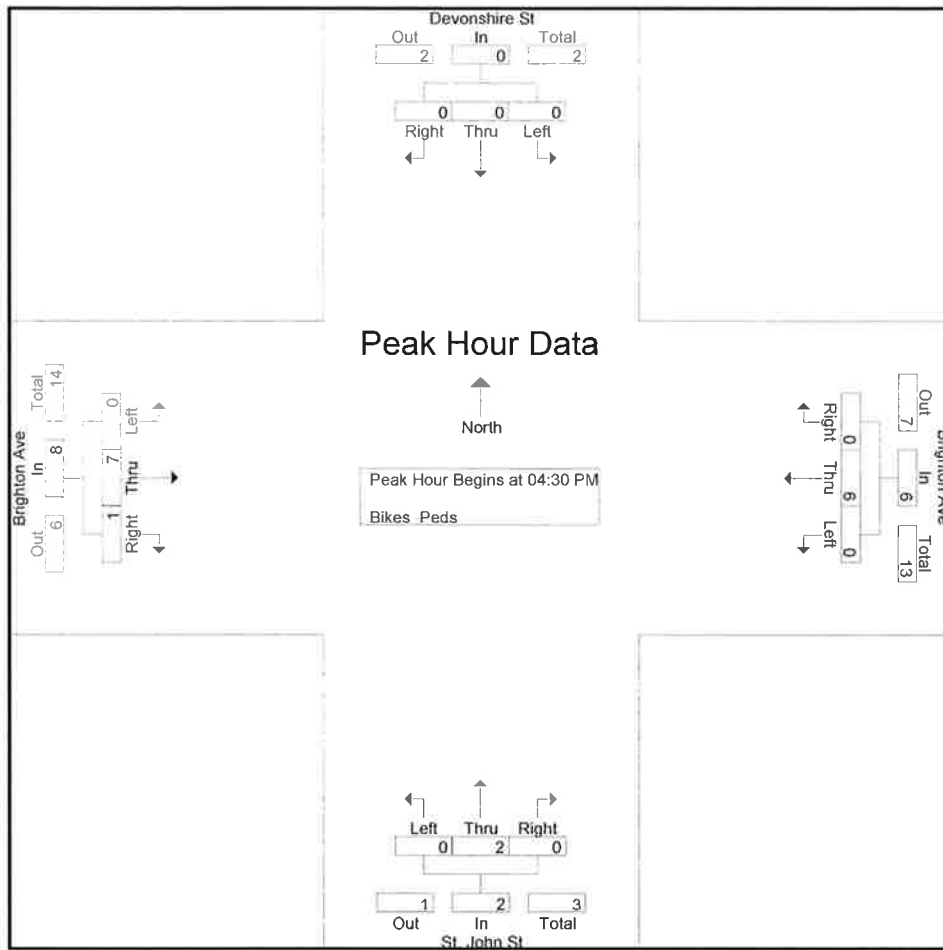 Devonshire St
Out In Total
2 0 2
0 0 0
Right Thru Left
Peak Hour Data
North
Peak Hour Begins at 04:30 PM
Bikes Peds
Brighton Ave
Out In Total
6 8 14
Right Thru Left
1 7 0
Brighton Ave
Out In Total
7 6 13
Right Thru Left
0 6 0
Left Thru Right
0 2 0
1 2 3
Out In Total
St. John St